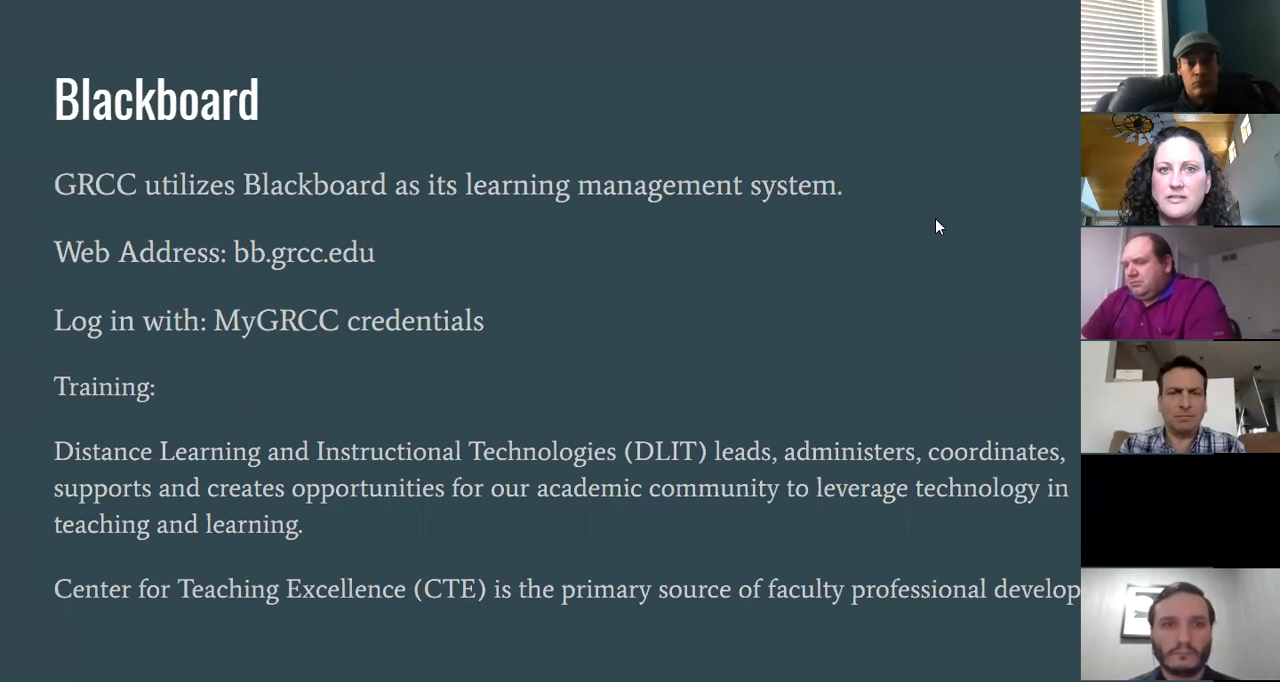 Blackboard
GRCC utilizes Blackboard as its learning management system.
Web Address: bb.grcc.edu
Log in with: MyGRCC credentials
Training:
Distance Learning and Instructional Technologies (DLIT) leads, administers, coordinates,
supports and creates opportunities for our academic community to leverage technology in
teaching and learning.
Center for Teaching Excellence (CTE) is the primary source of faculty professional develop